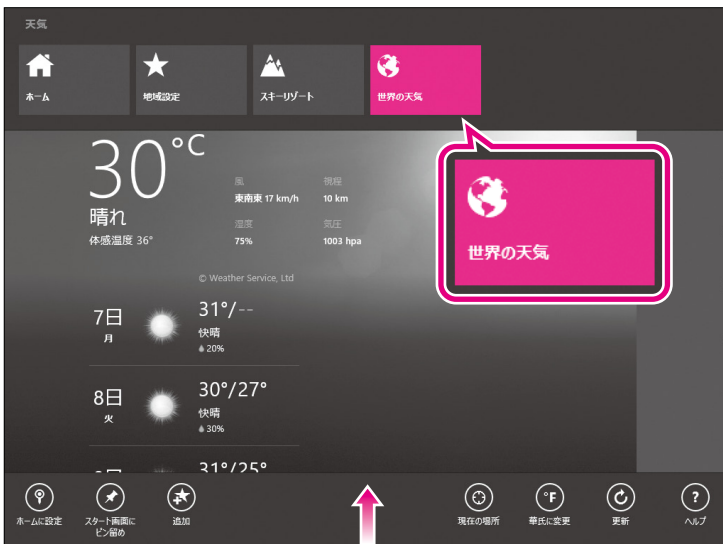 天気
ホーム
地域設定
スキーリゾート
世界の天気
30°C
晴れ
体感温度 36°
風
東南東 17 km/h
視程
10 km
湿度
75%
気圧
1003 hpa
© Weather Service, Ltd
世界の天気
7日
月
31°/--
快晴
20%
8日
火
30°/27°
快晴
30%
31°/25°
ホームに設定
スタート画面に
ピン留め
追加
現在の場所
°F
華氏に変更
更新
?
ヘルプ